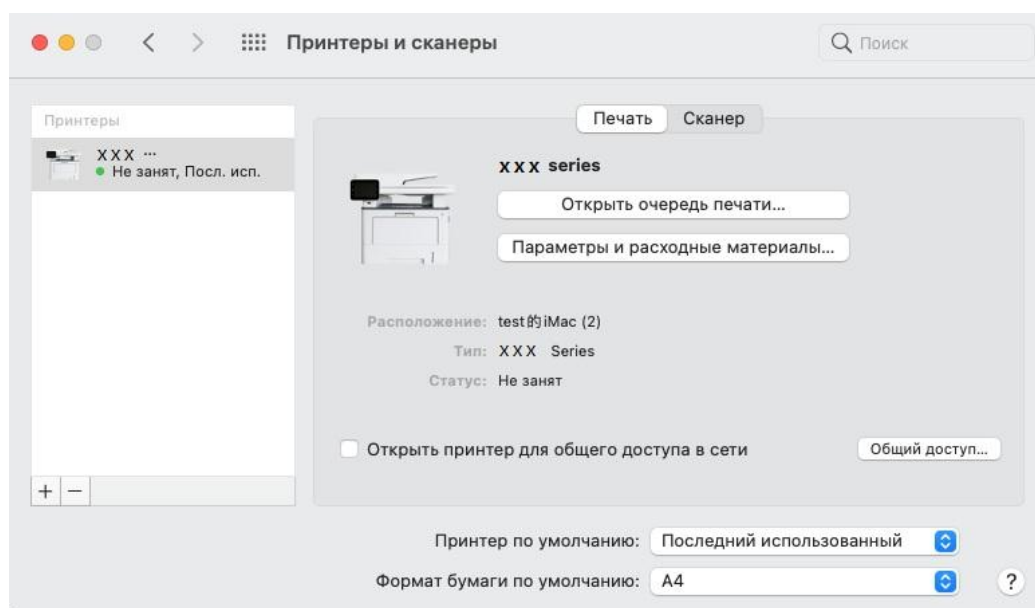 Принтеры и сканеры
Поиск
Принтеры
XXX ...
Не занят, Посл. исп.
Печать Сканер
XXX series
Открыть очередь печати...
Параметры и расходные материалы...
Расположение: test的iMac (2)
Тип: XXX Series
Статус: Не занят
Открыть принтер для общего доступа в сети
Общий доступ...
+ −
Принтер по умолчанию: Последний использованный
Формат бумаги по умолчанию: A4
?